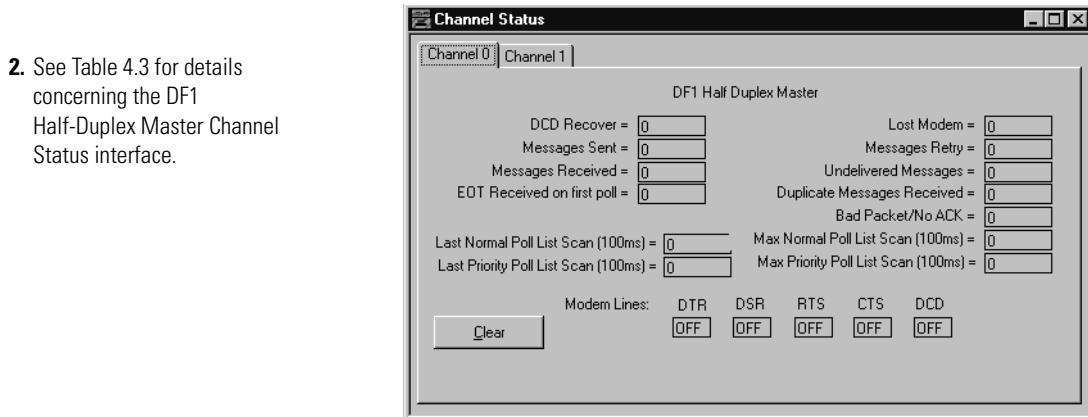 2. See Table 4.3 for details
concerning the DF1
Half-Duplex Master Channel
Status interface.
Channel Status
Channel 0 Channel 1
DF1 Half Duplex Master
DCD Recover = 0 Lost Modem = 0
Messages Sent = 0 Messages Retry = 0
Messages Received = 0 Undelivered Messages = 0
EOT Received on first poll = 0 Duplicate Messages Received = 0
Bad Packet/No ACK = 0
Last Normal Poll List Scan (100ms) = 0 Max Normal Poll List Scan (100ms) = 0
Last Priority Poll List Scan (100ms) = 0 Max Priority Poll List Scan (100ms) = 0
Modem Lines: DTR DSR RTS CTS DCD
Clear OFF OFF OFF OFF OFF